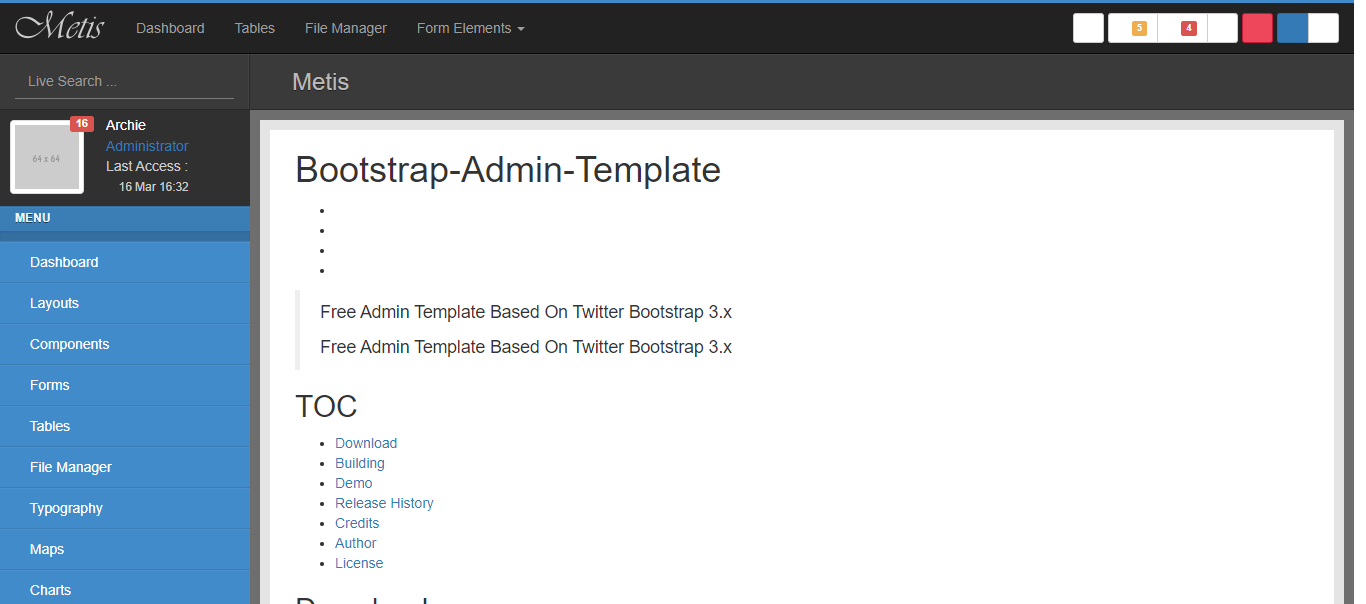 Metis
Dashboard
Tables
File Manager
Form Elements
5
4
Live Search ...
Metis
64 x 64
16
Archie
Administrator
Last Access :
16 Mar 16:32
MENU
Dashboard
Layouts
Components
Forms
Tables
File Manager
Typography
Maps
Charts
Bootstrap-Admin-Template
Free Admin Template Based On Twitter Bootstrap 3.x
Free Admin Template Based On Twitter Bootstrap 3.x
TOC
Download
Building
Demo
Release History
Credits
Author
License